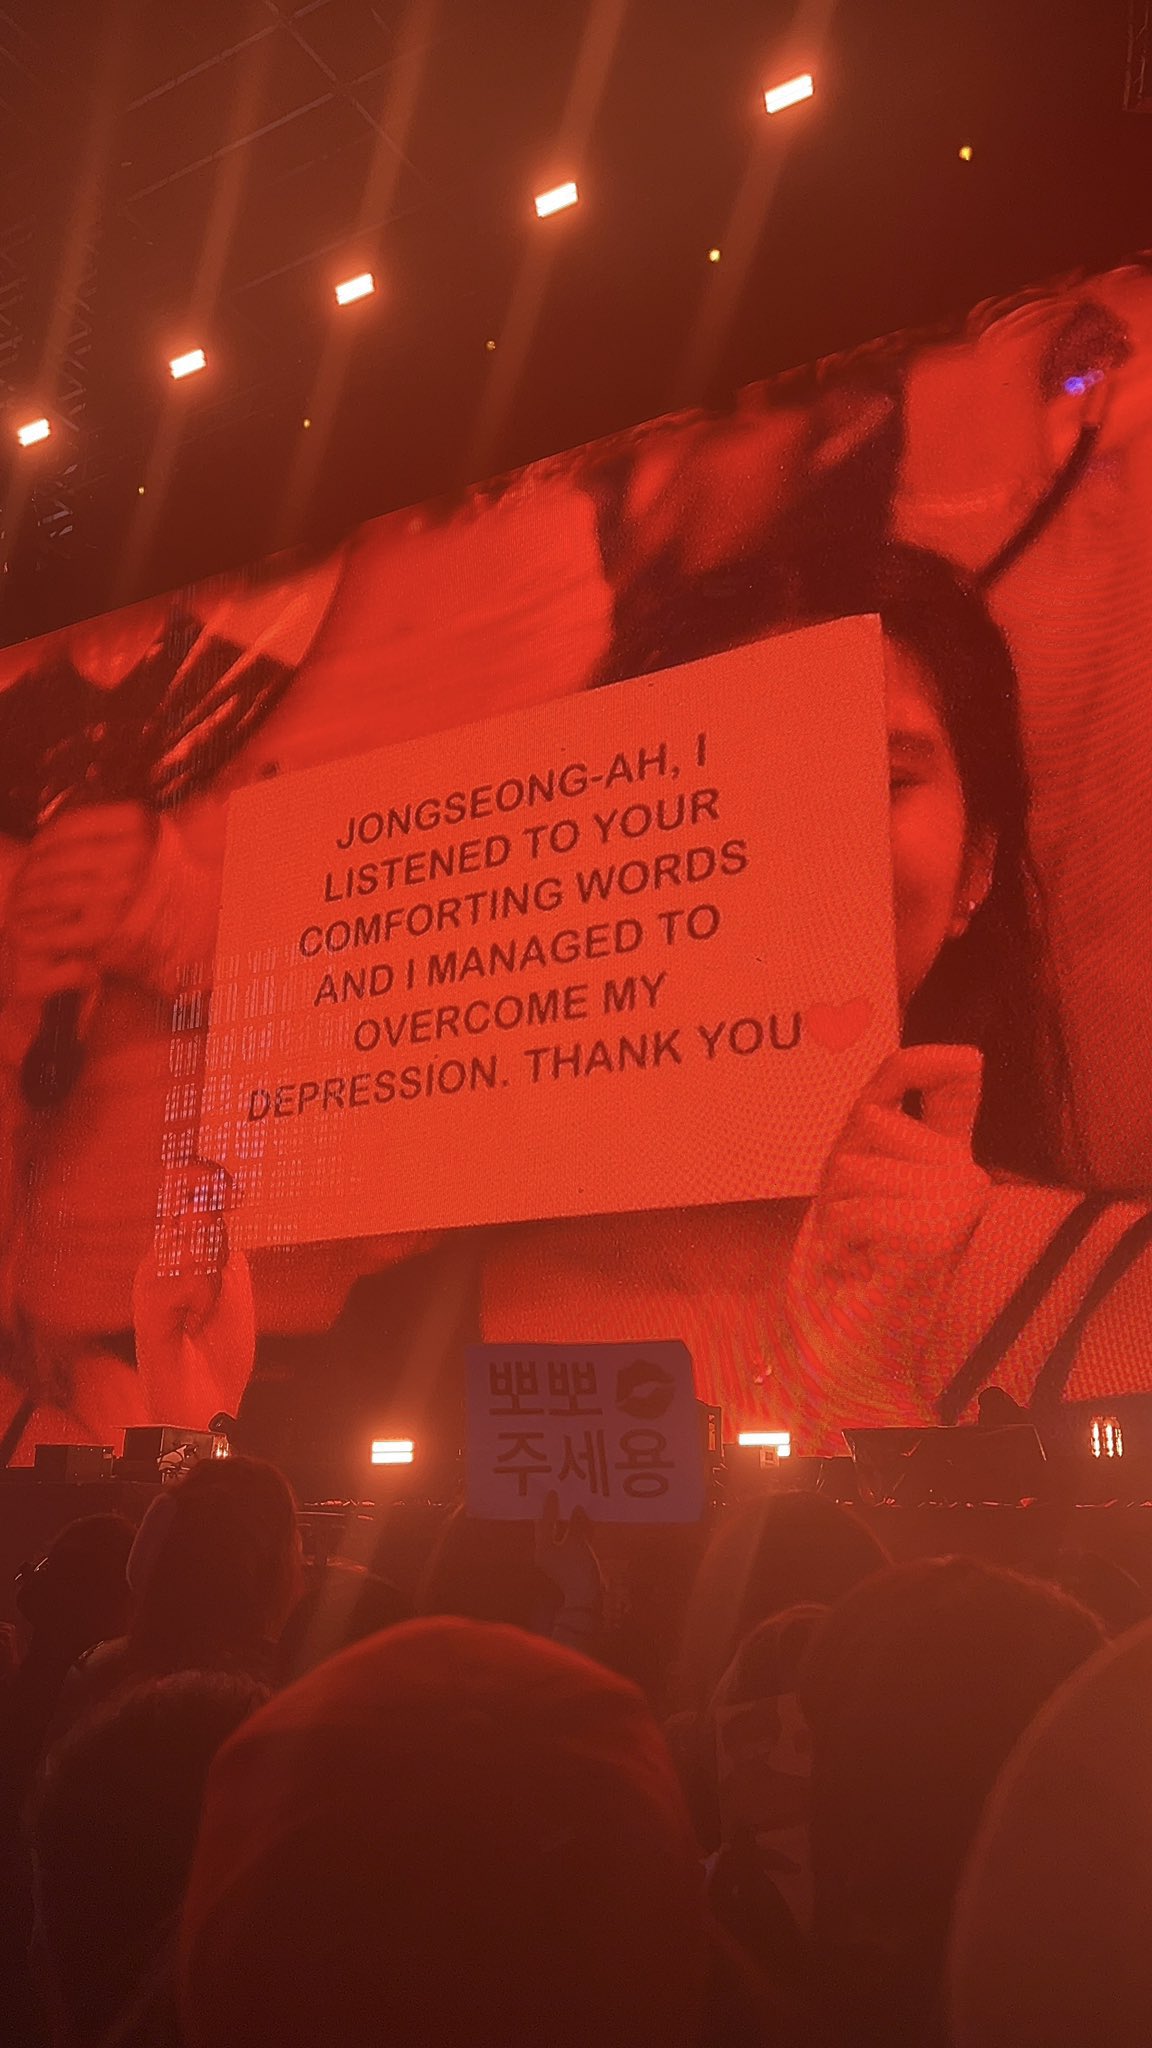 JONGSEONG-AH, I
LISTENED TO YOUR
COMFORTING WORDS
AND I MANAGED TO
OVERCOME MY
DEPRESSION. THANK YOU❤️
뽀뽀💋
주세용